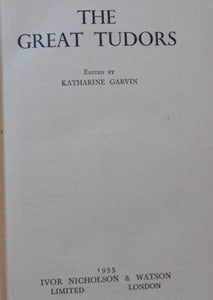 THE
GREAT TUDORS
EDITED BY
KATHARINE GARVIN
1935
IVOR NICHOLSON & WATSON
LIMITED LONDON